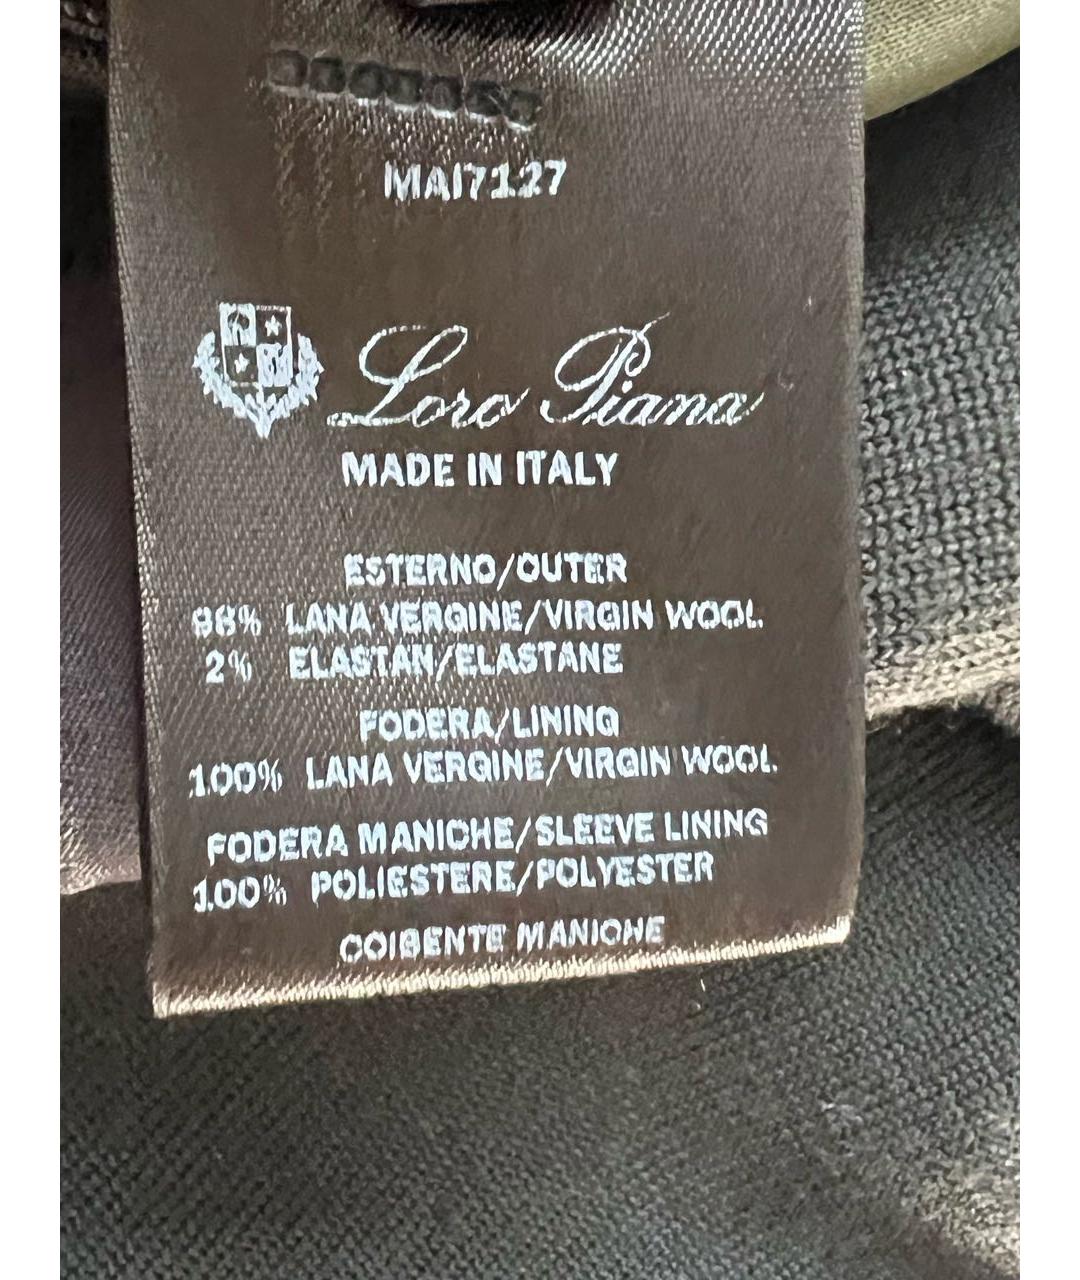 MAI7127
Loro Piana
MADE IN ITALY
ESTERNO/OUTER
98% LANA VERGINE/VIRGIN WOOL
2% ELASTAN/ELASTANE
FODERA/LINING
100% LANA VERGINE/VIRGIN WOOL
FODERA MANICHE/SLEEVE LINING
100% POLIESTERE/POLYESTER
COIBENTE MANICHE